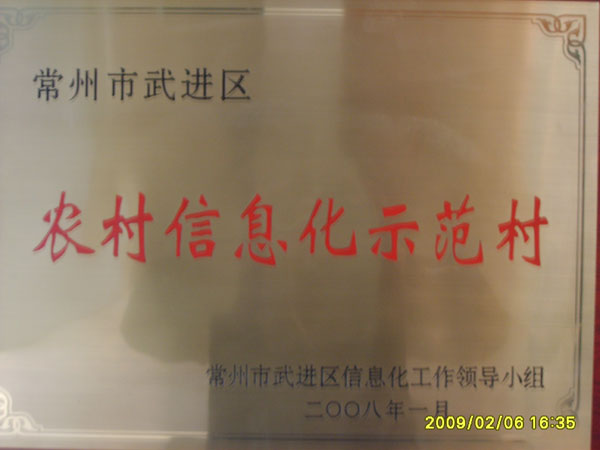 常州市武进区
农村信息化示范村
常州市武进区信息化工作领导小组
二〇〇八年一月
2009/02/06 16:35